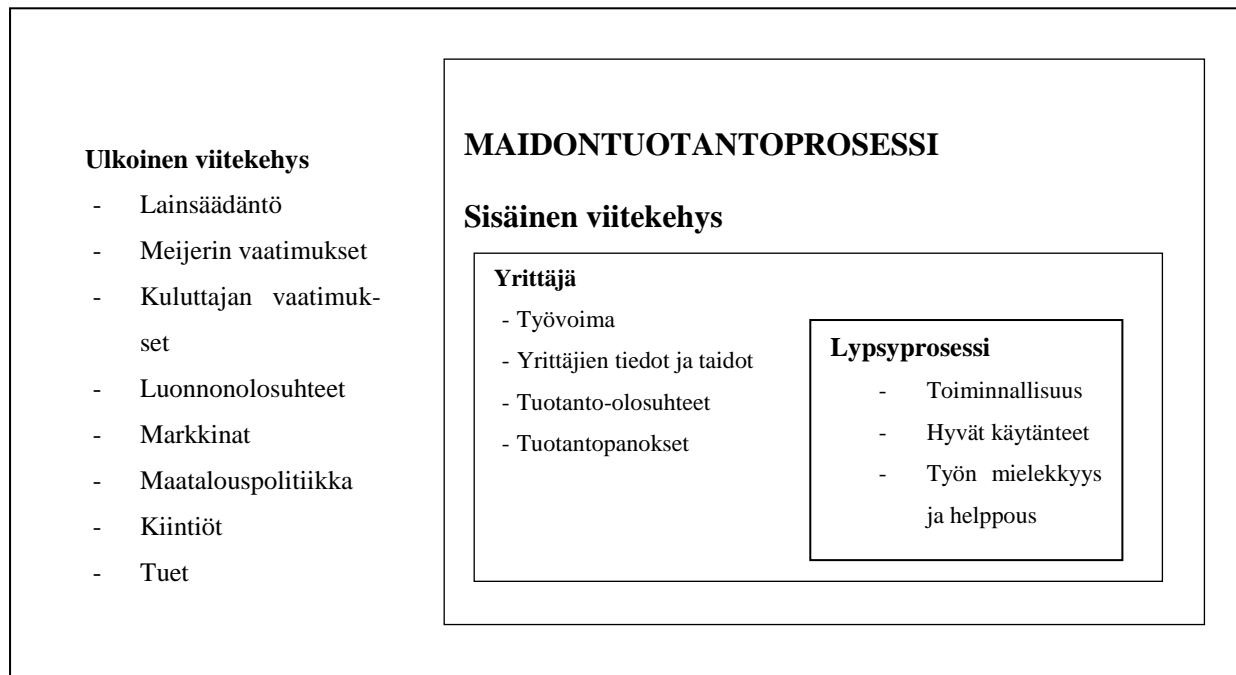 Ulkoinen viitekehys
- Lainsäädäntö
- Meijerin vaatimukset
- Kuluttajan vaatimuk-
set
- Luonnonolosuhteet
- Markkinat
- Maatalouspolitiikka
- Kiintiöt
- Tuet
MAIDONTUOTANTOPROSESSI
Sisäinen viitekehys
Yrittäjä
- Työvoima
- Yrittäjien tiedot ja taidot
- Tuotanto-olosuhteet
- Tuotantopanokset
Lypsyprosessi
- Toiminnallisuus
- Hyvät käytänteet
- Työn mielekkyys
ja helppous